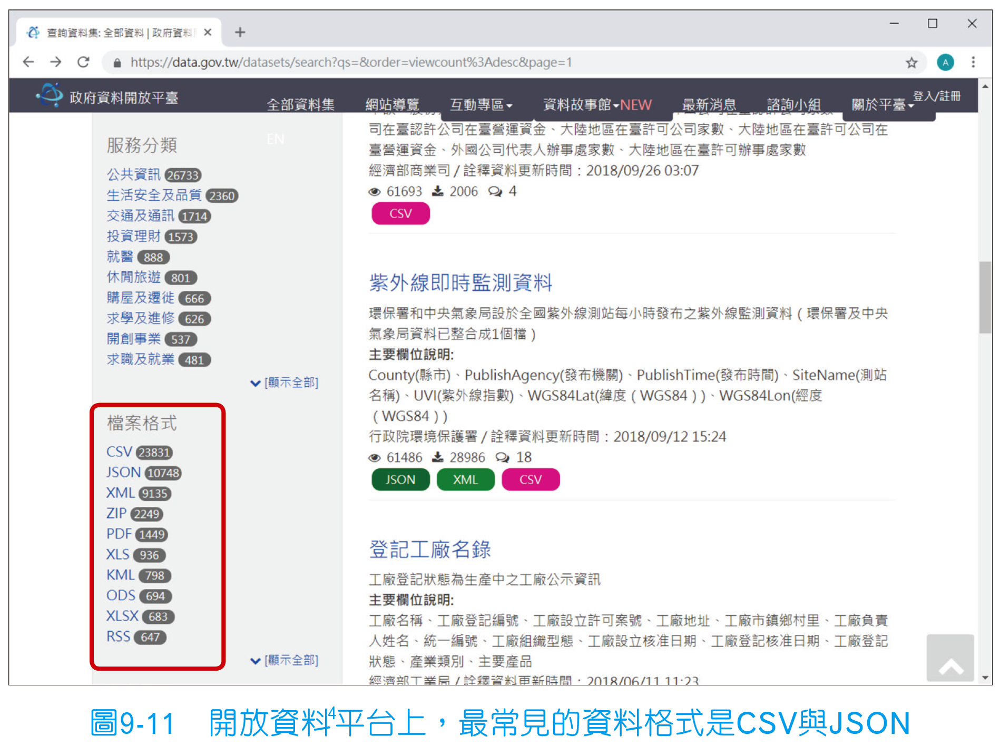 查詢資料集: 全部資料 | 政府資料
https://data.gov.tw/datasets/search?qs=&order=viewcount%3Adesc&page=1
A
政府資料開放平臺
全部資料集 網站導覽 互動專區 資料故事館 NEW 最新消息 諮詢小組 關於平臺 登入/註冊
EN
服務分類
公共資訊 26733
生活安全及品質 2360
交通及通訊 1714
投資理財 1573
就醫 888
休閒旅遊 801
購屋及遷徙 666
求學及進修 626
開創事業 537
求職及就業 481
[顯示全部]
檔案格式
CSV 23831
JSON 10748
XML 9135
ZIP 2249
PDF 1449
XLS 936
KML 798
ODS 694
XLSX 683
RSS 647
[顯示全部]
司在臺認許公司在臺營運資金、大陸地區在臺許可公司家數、大陸地區在臺許可公司在
臺營運資金、外國公司代表人辦事處家數、大陸地區在臺許可辦事處家數
經濟部商業司 / 詮釋資料更新時間：2018/09/26 03:07
61693 2006 4
CSV
紫外線即時監測資料
環保署和中央氣象局設於全國紫外線測站每小時發布之紫外線監測資料（環保署及中央
氣象局資料已整合成1個檔）
主要欄位說明:
County(縣市)、PublishAgency(發布機關)、PublishTime(發布時間)、SiteName(測站
名稱)、UVI(紫外線指數)、WGS84Lat(緯度（WGS84）)、WGS84Lon(經度
（WGS84）)
行政院環境保護署 / 詮釋資料更新時間：2018/09/12 15:24
61486 28986 18
JSON XML CSV
登記工廠名錄
工廠登記狀態為生產中之工廠公示資訊
主要欄位說明:
工廠名稱、工廠登記編號、工廠設立許可案號、工廠地址、工廠市鎮鄉村里、工廠負責
人姓名、統一編號、工廠組織型態、工廠設立核准日期、工廠登記核准日期、工廠登記
狀態、產業類別、主要產品
經濟部工業局 / 詮釋資料更新時間：2018/06/11 11:23
圖9-11 開放資料4平台上，最常見的資料格式是CSV與JSON